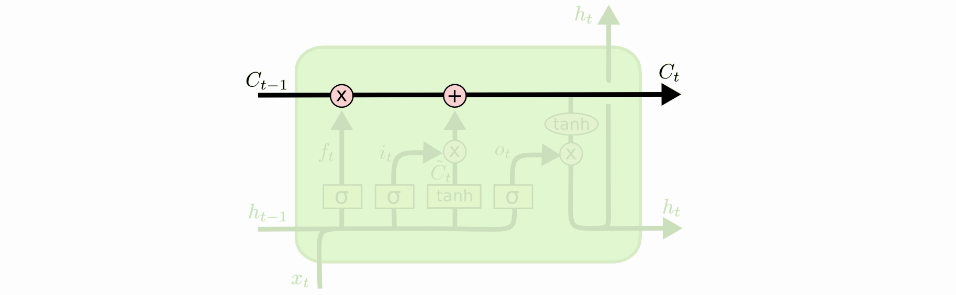 h_t
C_{t-1}
C_t
x
+
tanh
f_t
i_t
x
o_t
x
C̃_t
σ
σ
tanh
σ
h_{t-1}
h_t
x_t